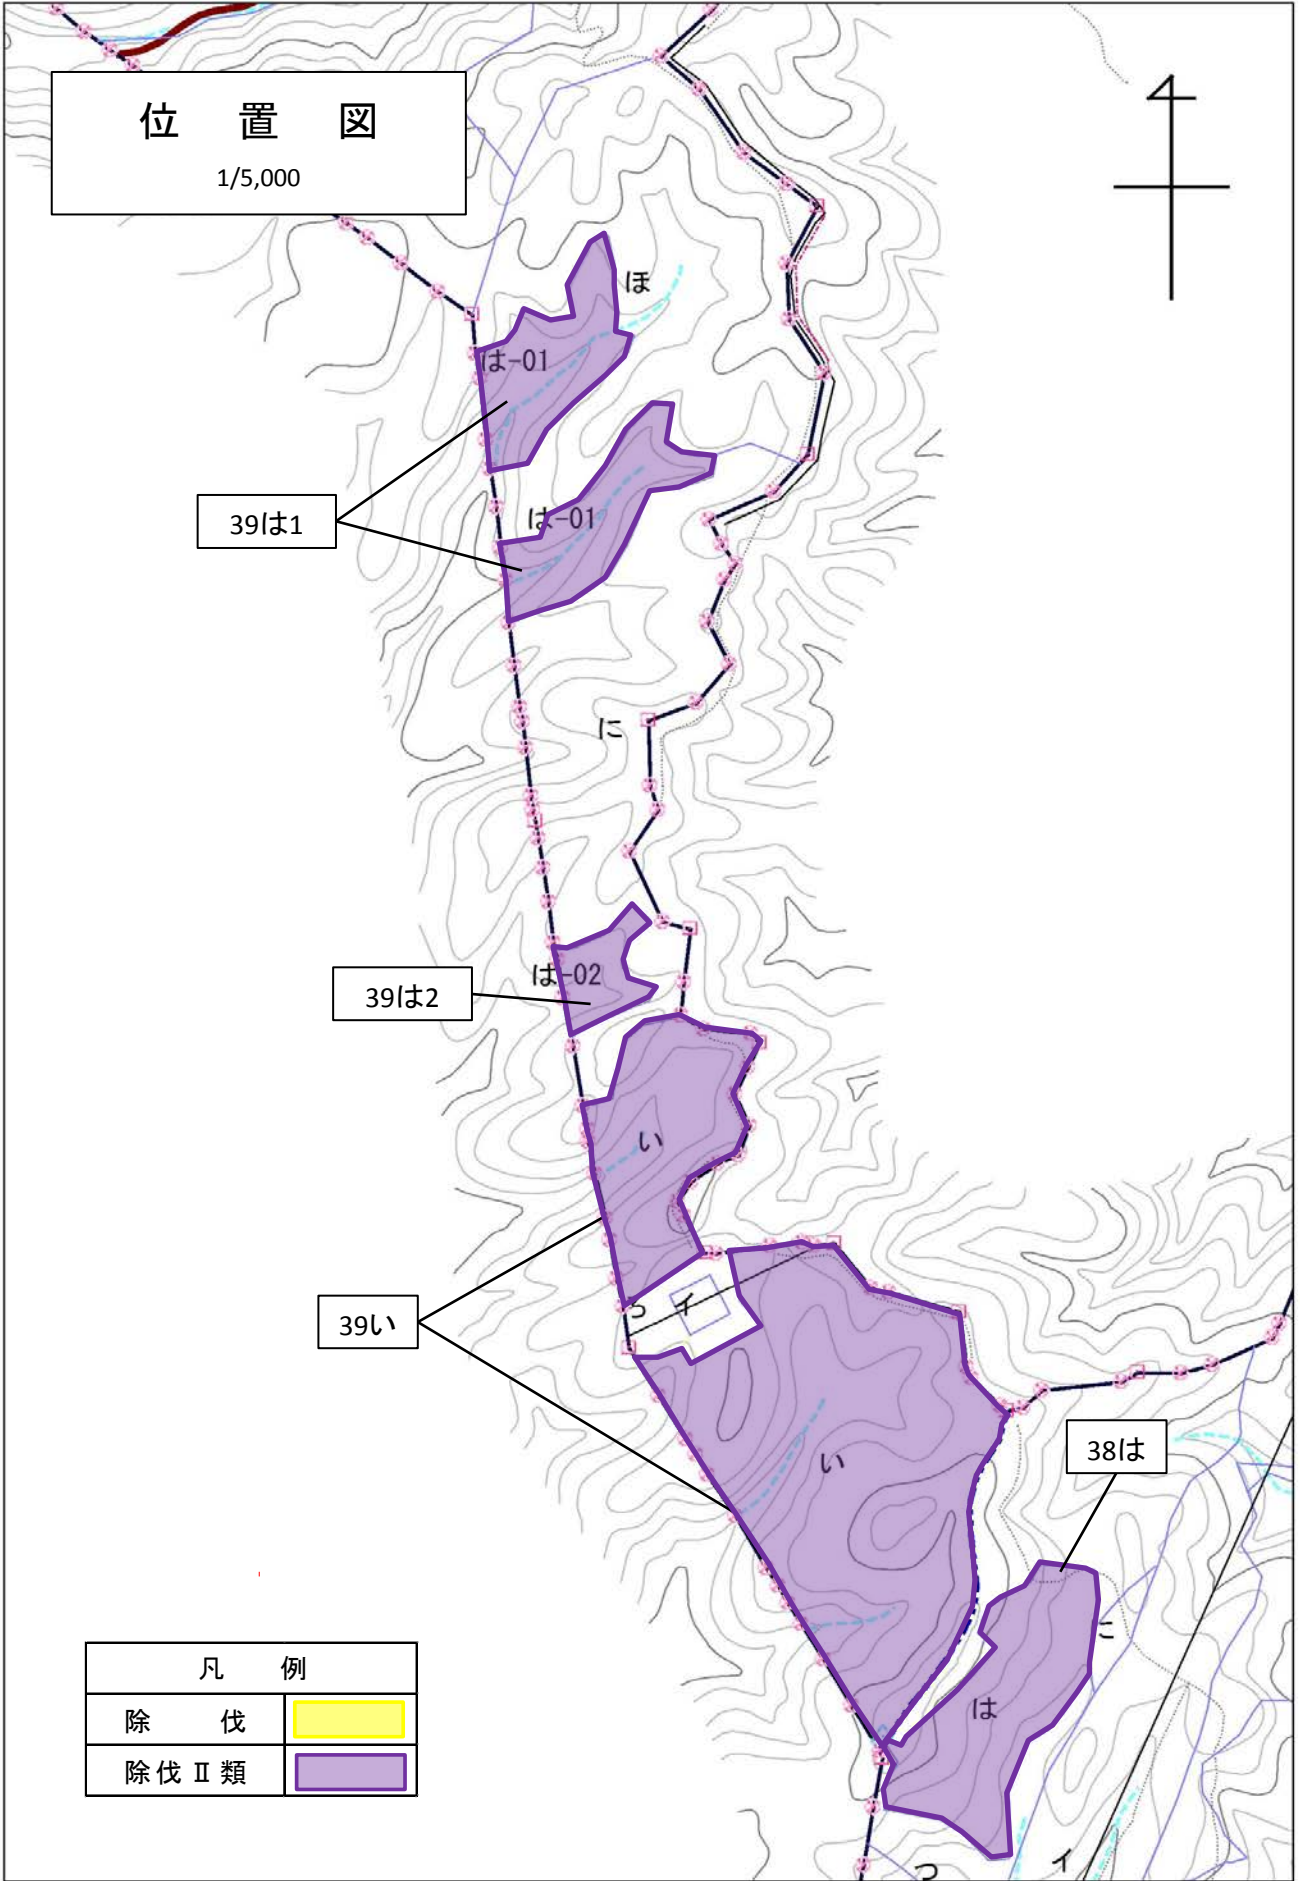 位 置 図
1/5,000
ほ
は-01
39は1
は-01
に
は-02
39は2
い
39い
ろ イ
い
38は
に
は
凡 例
除 伐
除伐Ⅱ類
つ イ